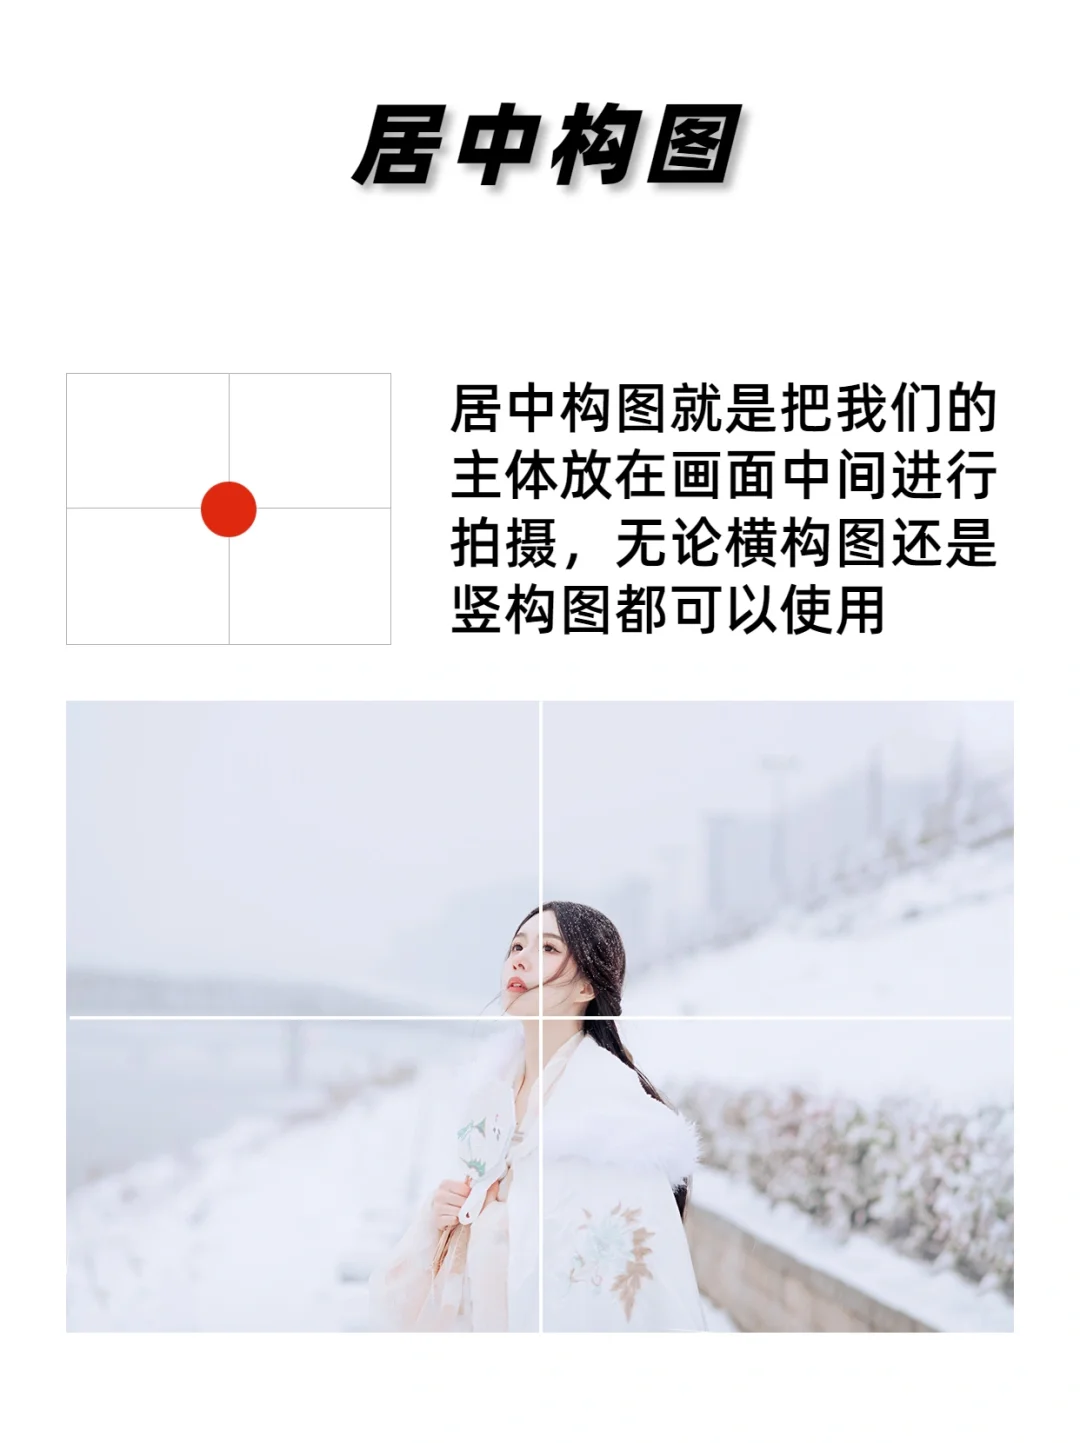 居中构图
居中构图就是把我们的
主体放在画面中间进行
拍摄，无论横构图还是
竖构图都可以使用